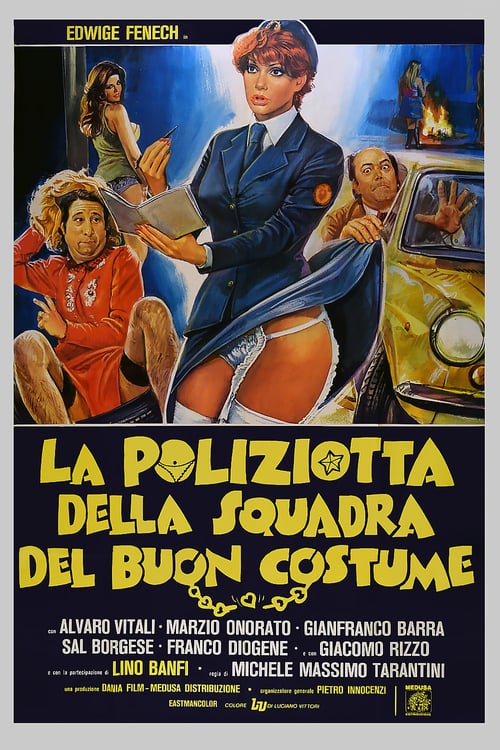 EDWIGE FENECH in
LA POLIZIOTTA
DELLA SQUADRA
DEL BUON COSTUME
con ALVARO VITALI · MARZIO ONORATO · GIANFRANCO BARRA
SAL BORGESE · FRANCO DIOGENE · e con GIACOMO RIZZO
e con la partecipazione di LINO BANFI · regia di MICHELE MASSIMO TARANTINI
una produzione DANIA FILM-MEDUSA DISTRIBUZIONE · organizzatore generale PIETRO INNOCENZI
EASTMANCOLOR COLORE LV DI LUCIANO VITTORI
MEDUSA
DISTRIBUZIONE